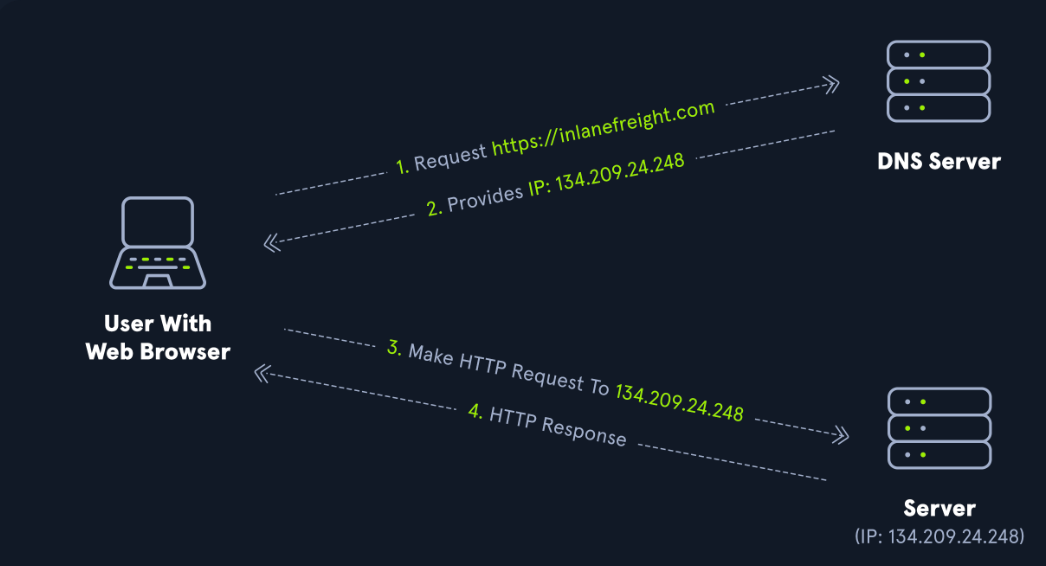 1. Request https://inlanefreight.com
2. Provides IP: 134.209.24.248
DNS Server
User With
Web Browser
3. Make HTTP Request To 134.209.24.248
4. HTTP Response
Server
(IP: 134.209.24.248)